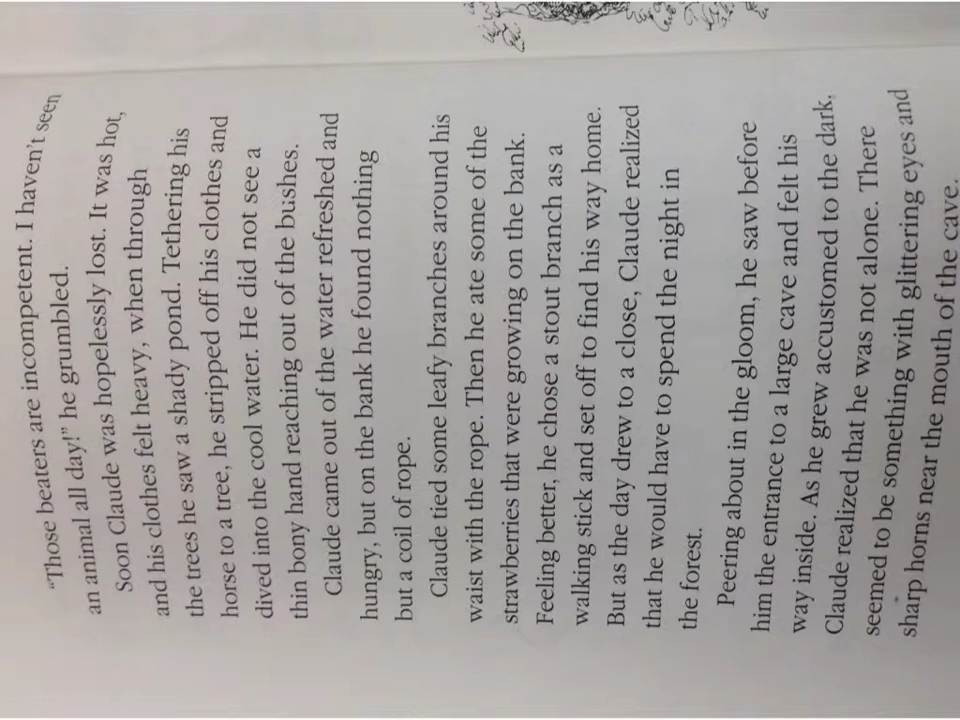 "Those beaters are incompetent. I haven't seen
an animal all day!" he grumbled.
Soon Claude was hopelessly lost. It was hot,
and his clothes felt heavy, when through
the trees he saw a shady pond. Tethering his
horse to a tree, he stripped off his clothes and
dived into the cool water. He did not see a
thin bony hand reaching out of the bushes.
Claude came out of the water refreshed and
hungry, but on the bank he found nothing
but a coil of rope.
Claude tied some leafy branches around his
waist with the rope. Then he ate some of the
strawberries that were growing on the bank.
Feeling better, he chose a stout branch as a
walking stick and set off to find his way home.
But as the day drew to a close, Claude realized
that he would have to spend the night in
the forest.
Peering about in the gloom, he saw before
him the entrance to a large cave and felt his
way inside. As he grew accustomed to the dark,
Claude realized that he was not alone. There
seemed to be something with glittering eyes and
sharp horns near the mouth of the cave.